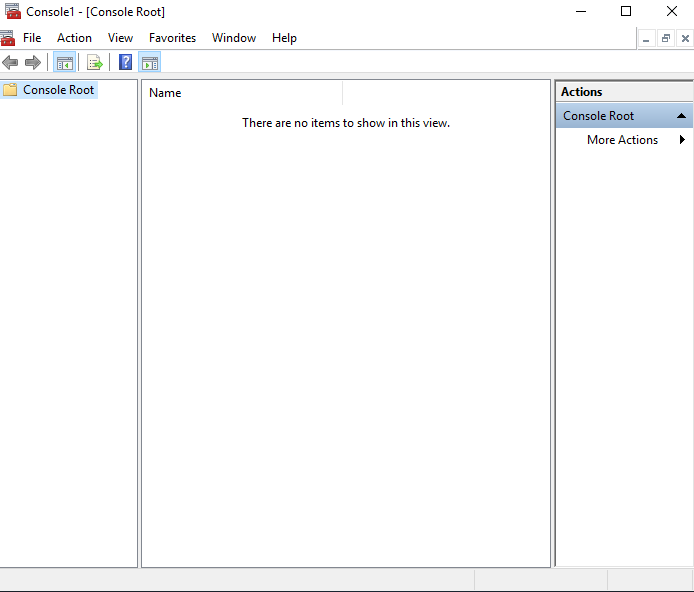 Console1 - [Console Root]
File Action View Favorites Window Help
?
Console Root
Name
There are no items to show in this view.
Actions
Console Root
More Actions